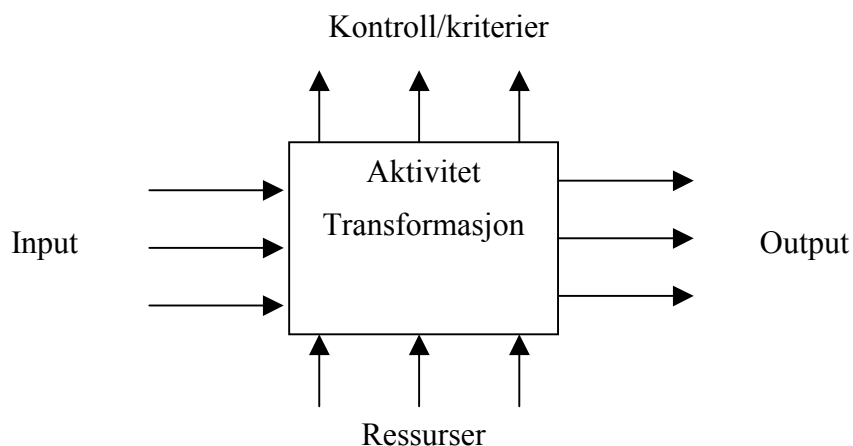 Kontroll/kriterier
Aktivitet
Transformasjon
Input
Output
Ressurser